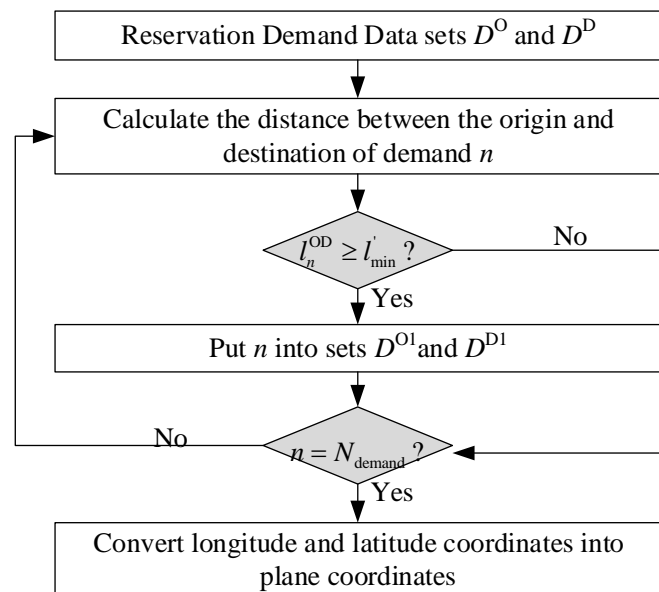 Reservation Demand Data sets D^O and D^D
Calculate the distance between the origin and
destination of demand n
l_n^OD ≥ l'_min ?
No
Yes
Put n into sets D^O1 and D^D1
No
n = N_demand ?
Yes
Convert longitude and latitude coordinates into
plane coordinates